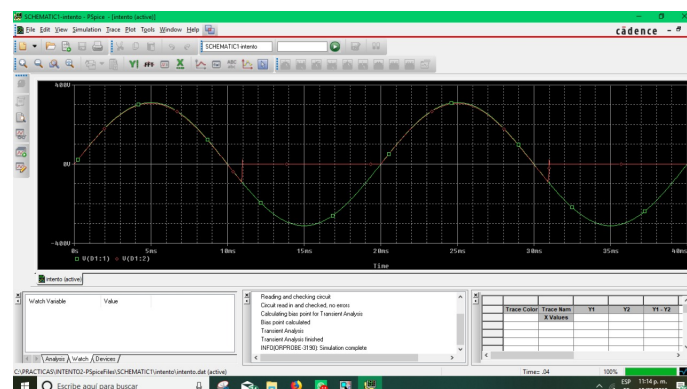 SCHEMATIC1-intento - PSpice - [intento (active)]
File Edit View Simulation Trace Plot Tools Window Help
cādence
SCHEMATIC1-intento
400V
0V
-400V
0s 5ms 10ms 15ms 20ms 25ms 30ms 35ms 40ms
V(D1:1) V(D1:2)
Time
intento (active)
Watch Variable Value
Analysis Watch Devices
Reading and checking circuit
Circuit read in and checked, no errors
Calculating bias point for Transient Analysis
Bias point calculated
Transient Analysis
Transient Analysis finished
INFO(ORPROBE-3190): Simulation complete
Trace Color Trace Nam Y1 Y2 Y1 - Y2
X Values
C:\PRACTICAS\INTENTO2-PSpiceFiles\SCHEMATIC1\intento\intento.dat (active)
Time= .04 100%
Escribe aquí para buscar
ESP 11:14 p. m.